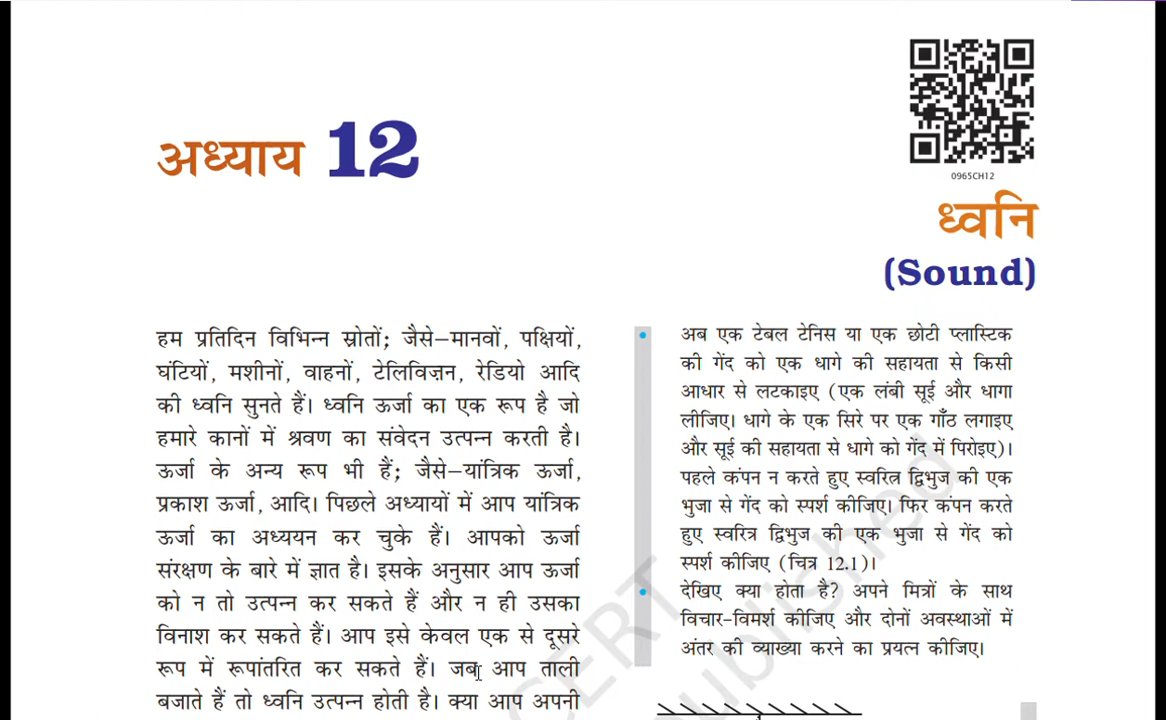 अध्याय 12
0965CH12
ध्वनि
(Sound)
हम प्रतिदिन विभिन्न स्रोतों; जैसे–मानवों, पक्षियों,
घंटियों, मशीनों, वाहनों, टेलिविज़न, रेडियो आदि
की ध्वनि सुनते हैं। ध्वनि ऊर्जा का एक रूप है जो
हमारे कानों में श्रवण का संवेदन उत्पन्न करती है।
ऊर्जा के अन्य रूप भी हैं; जैसे–यांत्रिक ऊर्जा,
प्रकाश ऊर्जा, आदि। पिछले अध्यायों में आप यांत्रिक
ऊर्जा का अध्ययन कर चुके हैं। आपको ऊर्जा
संरक्षण के बारे में ज्ञात है। इसके अनुसार आप ऊर्जा
को न तो उत्पन्न कर सकते हैं और न ही उसका
विनाश कर सकते हैं। आप इसे केवल एक से दूसरे
रूप में रूपांतरित कर सकते हैं। जब आप ताली
बजाते हैं तो ध्वनि उत्पन्न होती है। क्या आप अपनी
• अब एक टेबल टेनिस या एक छोटी प्लास्टिक
की गेंद को एक धागे की सहायता से किसी
आधार से लटकाइए (एक लंबी सूई और धागा
लीजिए। धागे के एक सिरे पर एक गाँठ लगाइए
और सूई की सहायता से धागे को गेंद में पिरोइए)।
पहले कंपन न करते हुए स्वरित्र द्विभुज की एक
भुजा से गेंद को स्पर्श कीजिए। फिर कंपन करते
हुए स्वरित्र द्विभुज की एक भुजा से गेंद को
स्पर्श कीजिए (चित्र 12.1)।
• देखिए क्या होता है? अपने मित्रों के साथ
विचार-विमर्श कीजिए और दोनों अवस्थाओं में
अंतर की व्याख्या करने का प्रयत्न कीजिए।